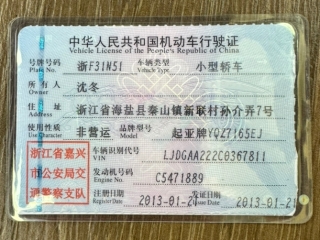 中华人民共和国机动车行驶证
Vehicle License of the People's Republic of China
号牌号码 浙F31N51 车辆类型 小型轿车
Plate No. Vehicle Type
所有人 沈冬
Owner
住址 浙江省海盐县秦山镇新联村孙介弄7号
Address
使用性质 非营运 品牌型号 起亚牌YQZ7165EJ
Use Character Model
浙江省嘉兴 车辆识别代号 LJDGAA222C0367811
VIN
市公安局交 发动机号码 C5471889
Engine No.
通警察支队 注册日期 2013-01-21 发证日期 2013-01-21
Register Date Issue Date